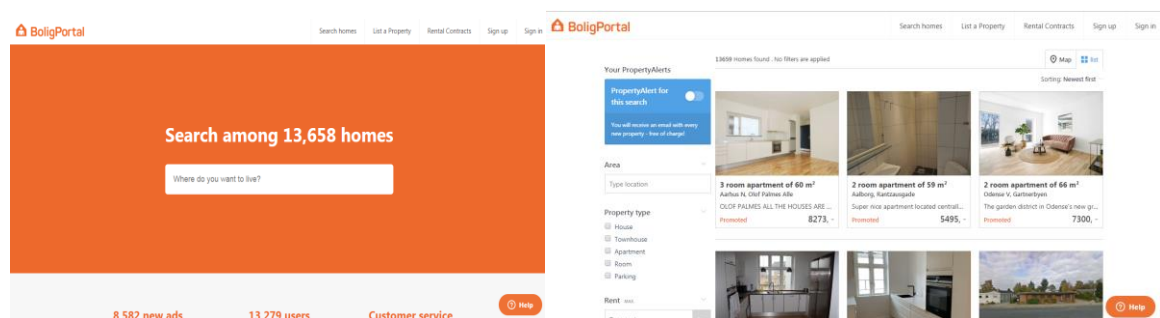 BoligPortal
Search homes
List a Property
Rental Contracts
Sign up
Sign in
Search among 13,658 homes
Where do you want to live?
8,582 new ads
13,279 users
Customer service
Help
BoligPortal
Search homes
List a Property
Rental Contracts
Sign up
Sign in
Your PropertyAlerts
PropertyAlert for
this search
You will receive an email with every
new property - free of charge!
Area
Type location
Property type
House
Townhouse
Apartment
Room
Parking
Rent
homes found . No filters are applied
Map
list
Sorting: Newest first
3 room apartment of 60 m²
Aarhus N, Olof Palmes Alle
OLOF PALMES ALL THE HOUSES ARE ...
Promoted
8273, -
2 room apartment of 59 m²
Aalborg, Rantzausgade
Super nice apartment located centrall...
Promoted
5495, -
2 room apartment of 66 m²
Odense V, Gartnerbyen
The garden district in Odense's new gr...
Promoted
7300, -
Help